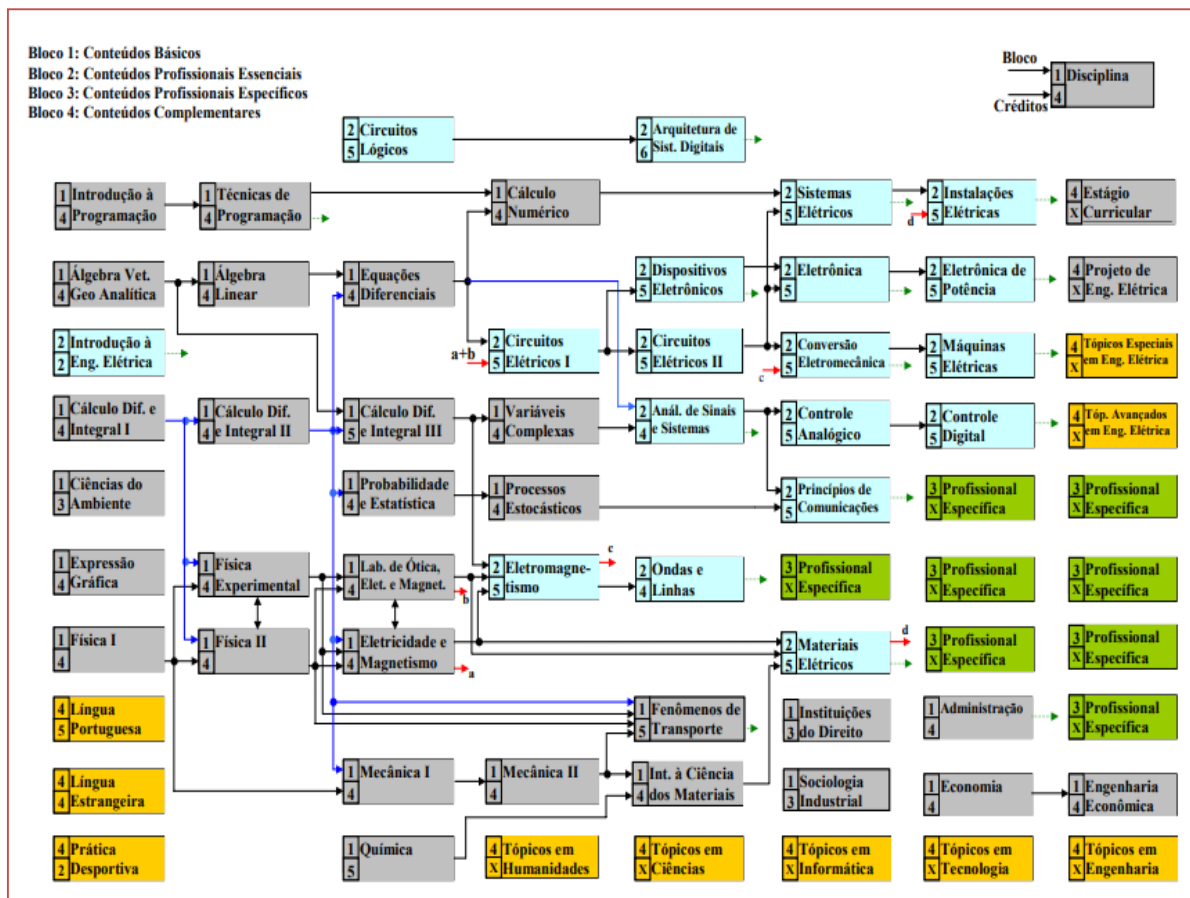 Bloco 1: Conteúdos Básicos
Bloco 2: Conteúdos Profissionais Essenciais
Bloco 3: Conteúdos Profissionais Específicos
Bloco 4: Conteúdos Complementares
Bloco
1 Disciplina
4
Créditos
2 Circuitos
5 Lógicos
2 Arquitetura de
6 Sist. Digitais
1 Introdução à
4 Programação
1 Técnicas de
4 Programação
1 Cálculo
4 Numérico
2 Sistemas
5 Elétricos
2 Instalações
5 Elétricas
d
4 Estágio
X Curricular
1 Álgebra Vet.
4 Geo Analítica
1 Álgebra
4 Linear
1 Equações
4 Diferenciais
2 Dispositivos
5 Eletrônicos
2 Eletrônica
5
2 Eletrônica de
5 Potência
4 Projeto de
X Eng. Elétrica
2 Introdução à
2 Eng. Elétrica
a+b
2 Circuitos
5 Elétricos I
2 Circuitos
5 Elétricos II
c
2 Conversão
5 Eletromecânica
2 Máquinas
5 Elétricas
4 Tópicos Especiais
X em Eng. Elétrica
1 Cálculo Dif. e
4 Integral I
1 Cálculo Dif.
4 e Integral II
1 Cálculo Dif.
5 e Integral III
1 Variáveis
4 Complexas
2 Anál. de Sinais
4 e Sistemas
2 Controle
5 Analógico
2 Controle
5 Digital
4 Tóp. Avançados
X em Eng. Elétrica
1 Ciências do
3 Ambiente
1 Probabilidade
4 e Estatística
1 Processos
4 Estocásticos
2 Princípios de
5 Comunicações
3 Profissional
X Específica
3 Profissional
X Específica
1 Expressão
4 Gráfica
1 Física
4 Experimental
1 Lab. de Ótica,
4 Elet. e Magnet.
b
2 Eletromagne-
5 tismo
c
2 Ondas e
4 Linhas
3 Profissional
X Específica
3 Profissional
X Específica
3 Profissional
X Específica
1 Física I
4
1 Física II
4
1 Eletricidade e
4 Magnetismo
a
2 Materiais
5 Elétricos
d
3 Profissional
X Específica
3 Profissional
X Específica
4 Língua
5 Portuguesa
1 Fenômenos de
5 Transporte
1 Instituições
3 do Direito
1 Administração
4
3 Profissional
X Específica
4 Língua
4 Estrangeira
1 Mecânica I
4
1 Mecânica II
4
1 Int. à Ciência
4 dos Materiais
1 Sociologia
3 Industrial
1 Economia
4
1 Engenharia
4 Econômica
4 Prática
2 Desportiva
1 Química
5
4 Tópicos em
X Humanidades
4 Tópicos em
X Ciências
4 Tópicos em
X Informática
4 Tópicos em
X Tecnologia
4 Tópicos em
X Engenharia